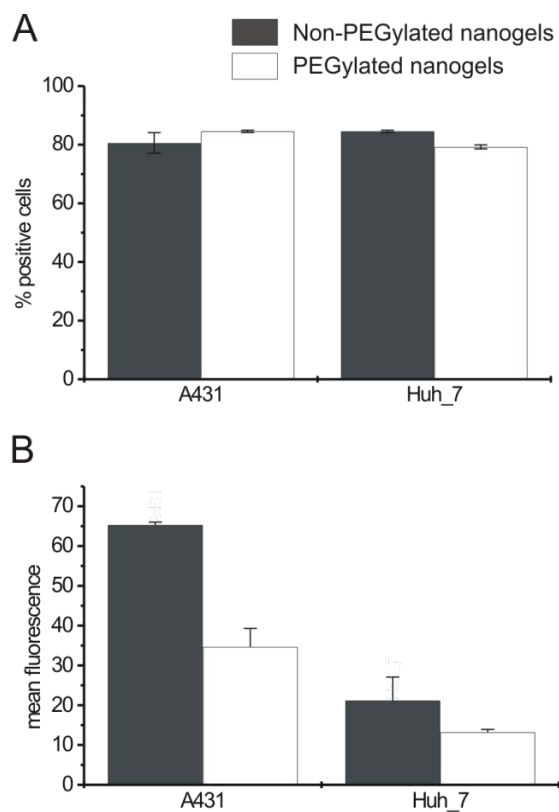 A
Non-PEGylated nanogels
PEGylated nanogels
100
80
60
40
20
0
% positive cells
A431
Huh_7
B
70
60
50
40
30
20
10
0
mean fluorescence
A431
Huh_7